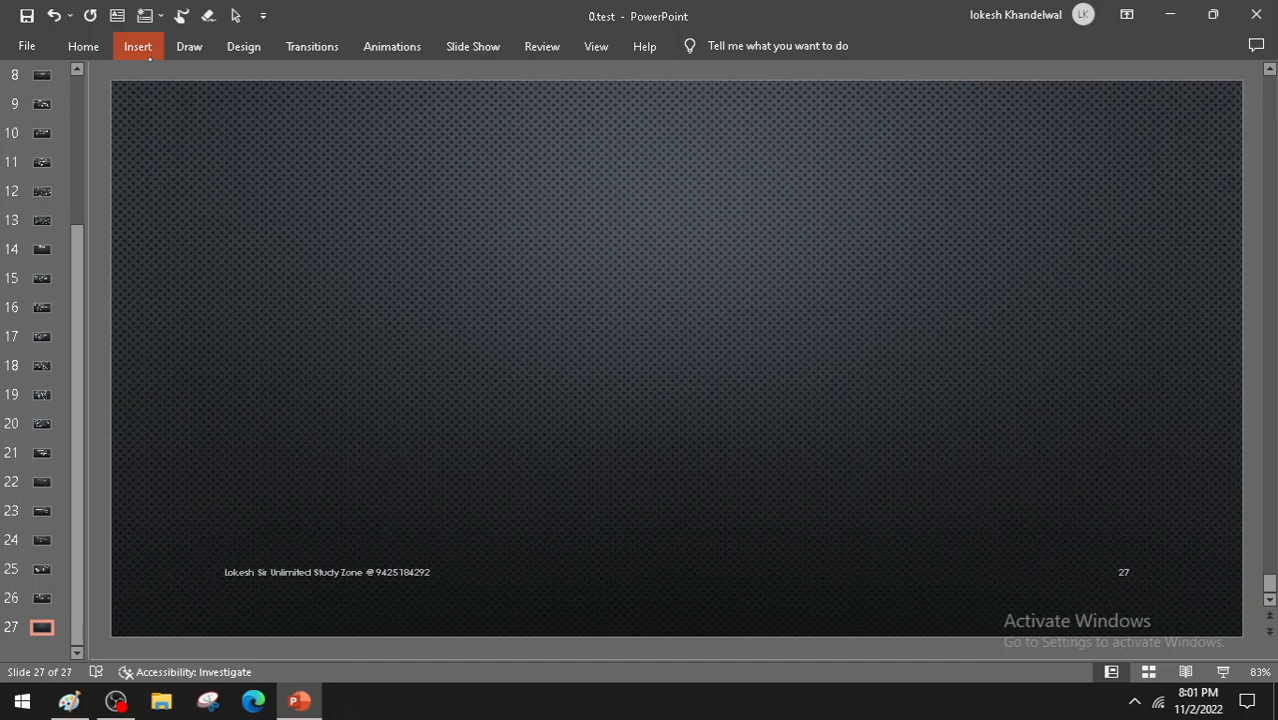 0.test - PowerPoint
lokesh Khandelwal
LK
File
Home
Insert
Draw
Design
Transitions
Animations
Slide Show
Review
View
Help
Tell me what you want to do
8
9
10
11
12
13
14
15
16
17
18
19
20
21
22
23
24
25
26
27
Lokesh Sir Unlimited Study Zone @ 9425184292
27
Activate Windows
Go to Settings to activate Windows.
Slide 27 of 27
Accessibility: Investigate
83%
8:01 PM
11/2/2022